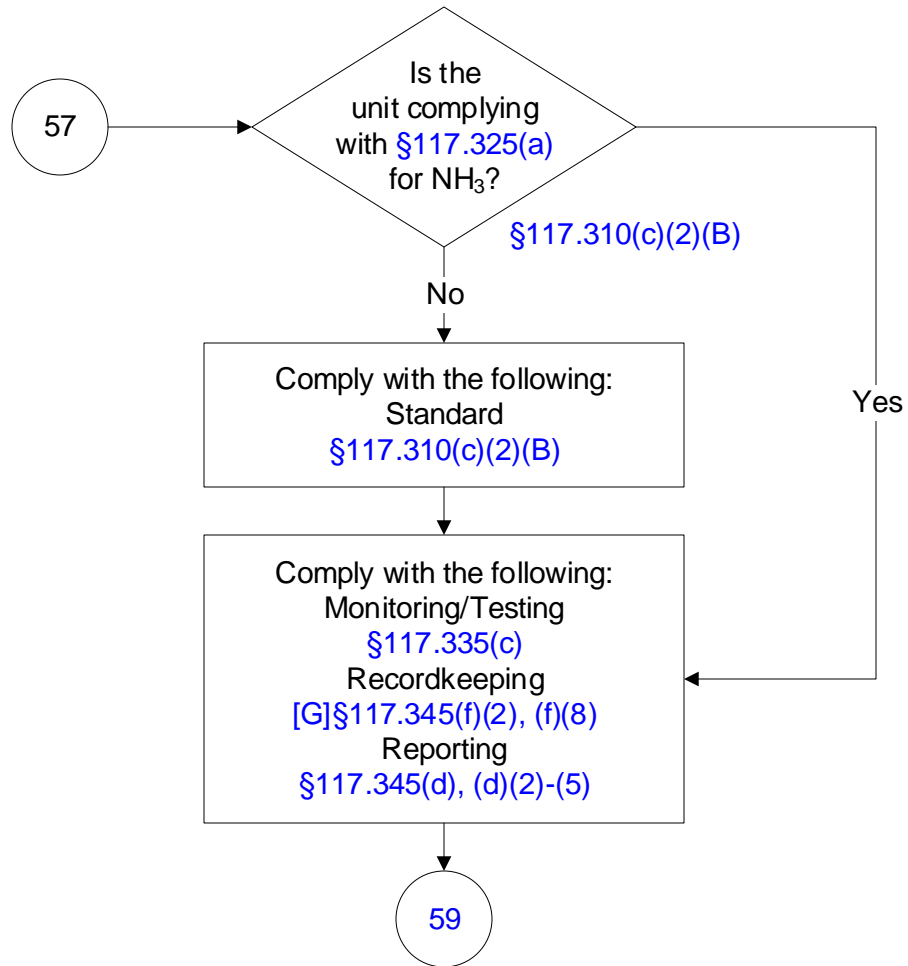 57
Is the
unit complying
with §117.325(a)
for NH₃?
§117.310(c)(2)(B)
No
Yes
Comply with the following:
Standard
§117.310(c)(2)(B)
Comply with the following:
Monitoring/Testing
§117.335(c)
Recordkeeping
[G]§117.345(f)(2), (f)(8)
Reporting
§117.345(d), (d)(2)-(5)
59